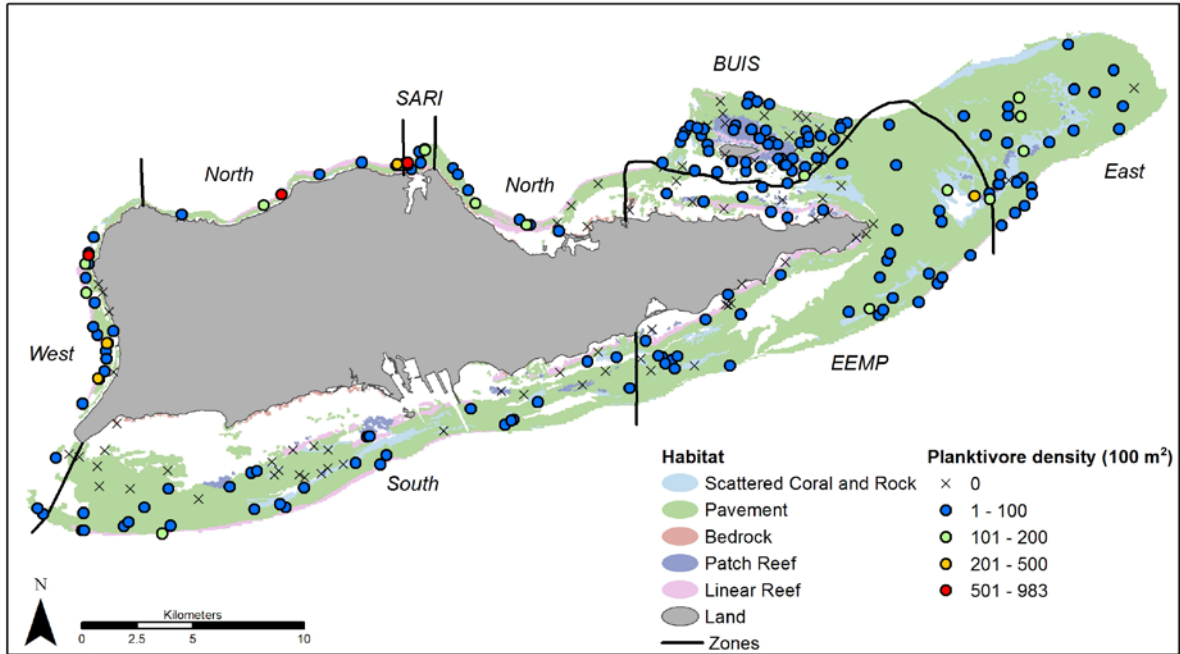 BUIS
SARI
North
North
East
West
EEMP
South
Habitat
Scattered Coral and Rock
Pavement
Bedrock
Patch Reef
Linear Reef
Land
Zones
Planktivore density (100 m²)
0
1 - 100
101 - 200
201 - 500
501 - 983
N
Kilometers
0 2.5 5 10